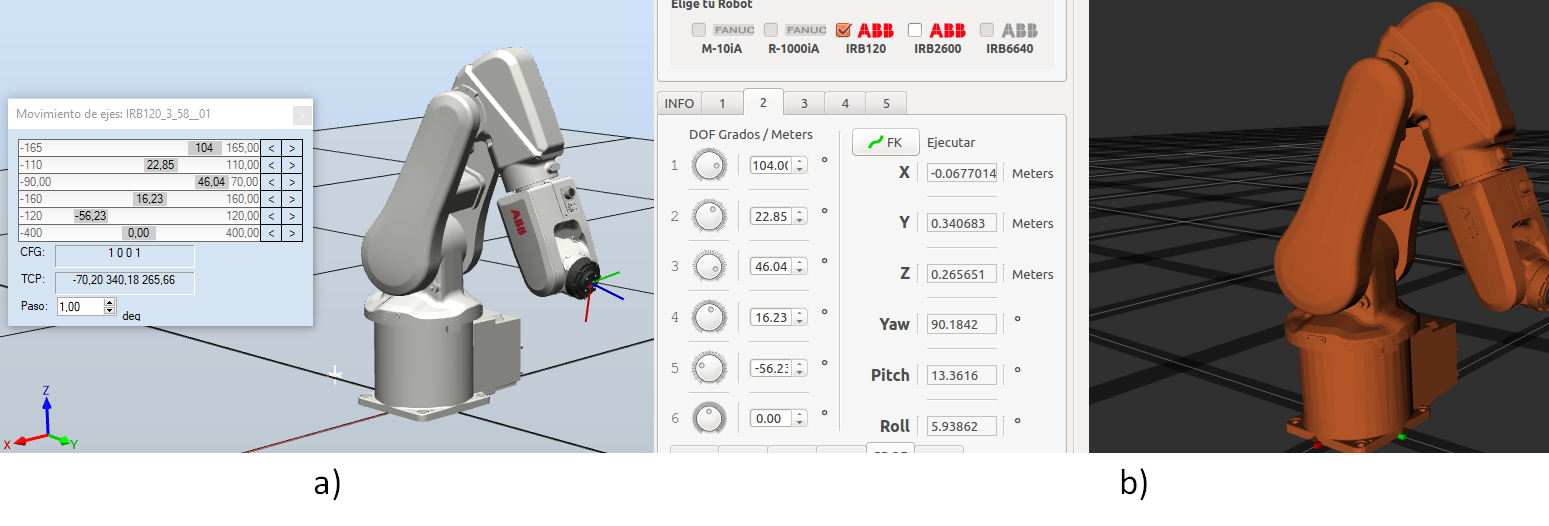 Movimiento de ejes: IRB120_3_58__01
x
-165 104 165,00 < >
-110 22,85 110,00 < >
-90,00 46,04 70,00 < >
-160 16,23 160,00 < >
-120 -56,23 120,00 < >
-400 0,00 400,00 < >
CFG: 1 0 0 1
TCP: -70,20 340,18 265,66
Paso: 1,00 deg
ABB
Z
X Y
Elige tu Robot
FANUC FANUC ABB ABB ABB
M-10iA R-1000iA IRB120 IRB2600 IRB6640
INFO 1 2 3 4 5
DOF Grados / Meters FK Ejecutar
1 104.0( °
X -0.0677014 Meters
2 22.85 °
Y 0.340683 Meters
3 46.04 °
Z 0.265651 Meters
4 16.23 °
Yaw 90.1842 °
5 -56.2 °
Pitch 13.3616 °
6 0.00 °
Roll 5.93862 °
a) b)